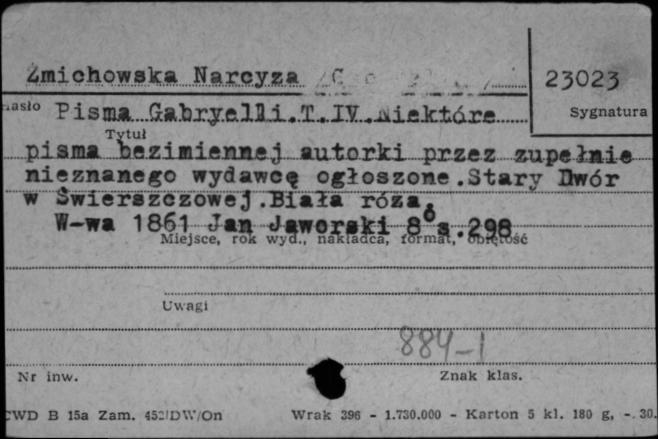 Żmichowska Narcyza
23023
hasło Pisma Gabryelli.T.IV.Niektóre
Sygnatura
Tytuł
pisma bezimiennej autorki przez zupełnie
nieznanego wydawcę ogłoszone.Stary Dwór
w Świerszczowej.Biała róża.
W-wa 1861 Jan Jaworski 8° s.298
Miejsce, rok wyd., nakładca, format, objętość
Uwagi
884-1
Nr inw.
Znak klas.
CWD B 15a Zam. 452/DW/On Wrak 396 - 1.730.000 - Karton 5 kl. 180 g, -. 30.